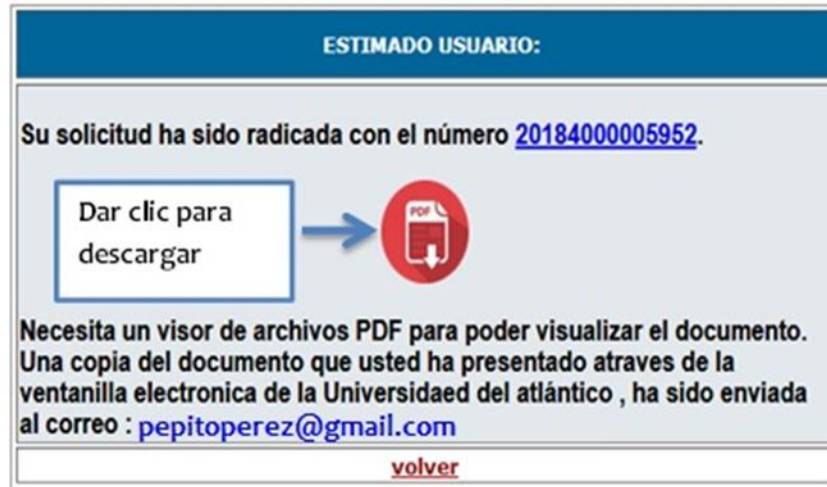 ESTIMADO USUARIO:
Su solicitud ha sido radicada con el número 20184000005952.
Dar clic para
descargar
PDF
Necesita un visor de archivos PDF para poder visualizar el documento.
Una copia del documento que usted ha presentado atraves de la
ventanilla electronica de la Universidaed del atlántico , ha sido enviada
al correo : pepitoperez@gmail.com
volver